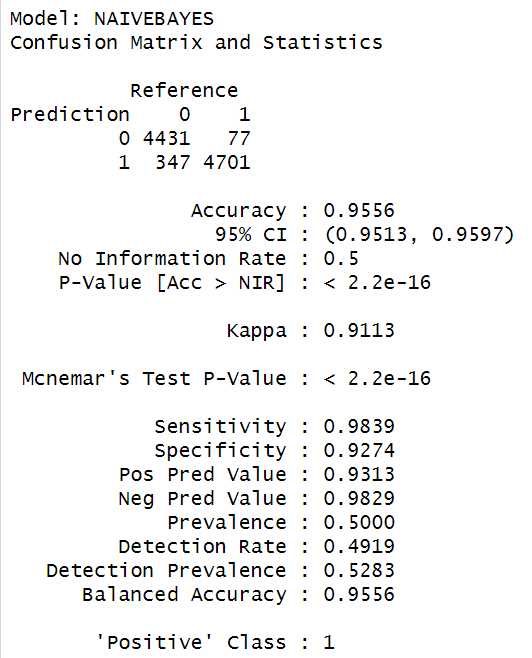 Model: NAIVEBAYES
Confusion Matrix and Statistics
Reference
Prediction    0    1
0 4431   77
1  347 4701
Accuracy : 0.9556
95% CI : (0.9513, 0.9597)
No Information Rate : 0.5
P-Value [Acc > NIR] : < 2.2e-16
Kappa : 0.9113
Mcnemar's Test P-Value : < 2.2e-16
Sensitivity : 0.9839
Specificity : 0.9274
Pos Pred Value : 0.9313
Neg Pred Value : 0.9829
Prevalence : 0.5000
Detection Rate : 0.4919
Detection Prevalence : 0.5283
Balanced Accuracy : 0.9556
'Positive' Class : 1